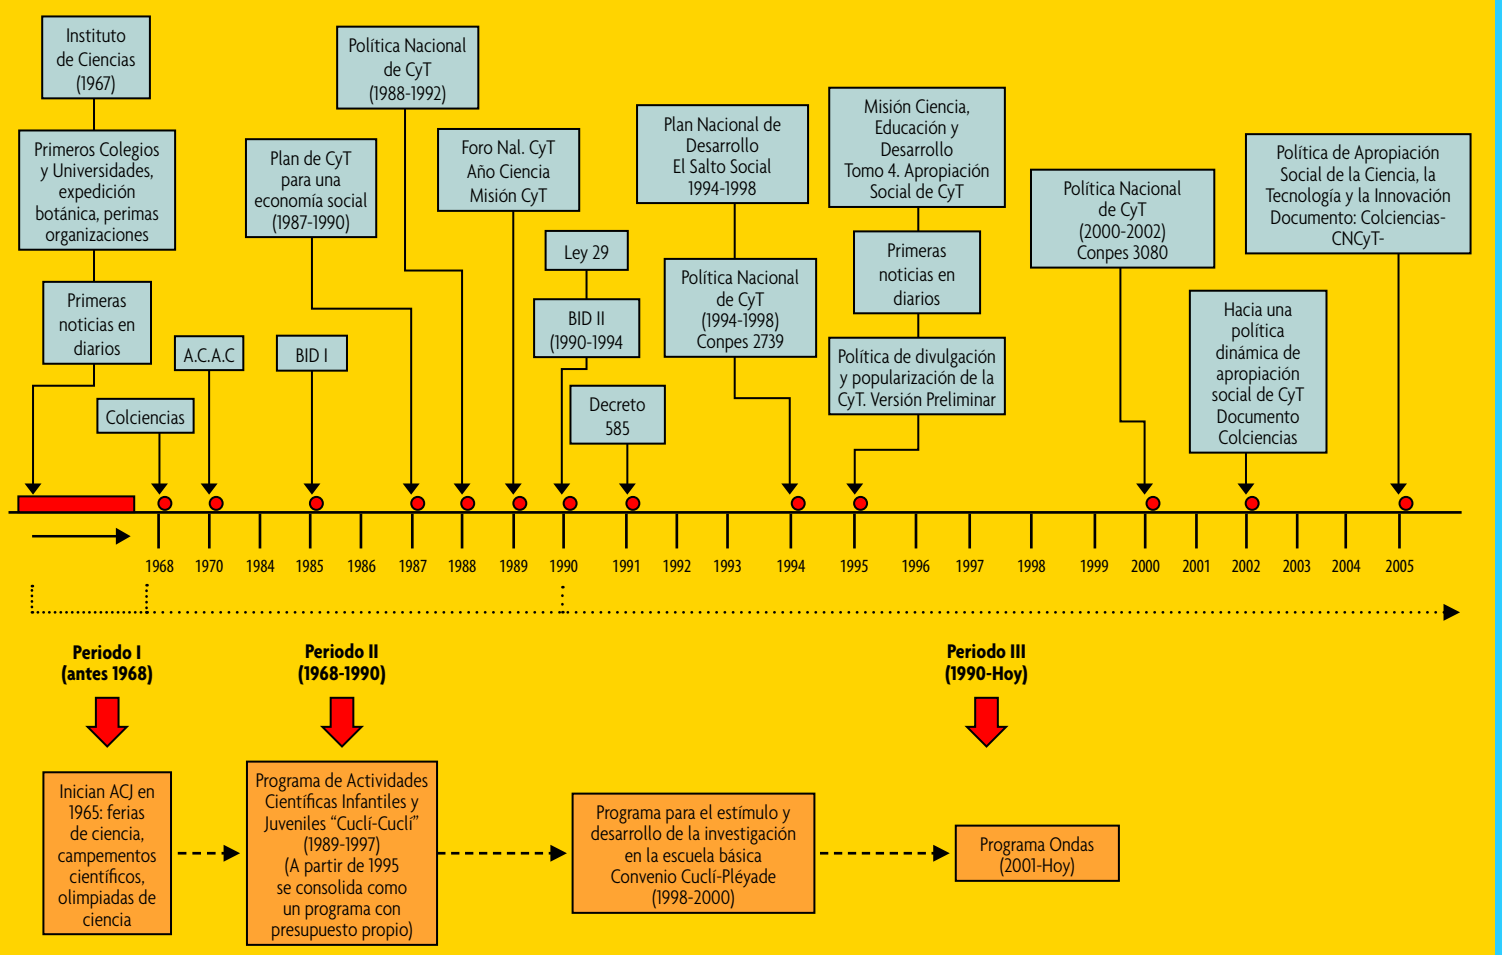 Instituto
de Ciencias
(1967)
Primeros Colegios
y Universidades,
expedición
botánica, perimas
organizaciones
Primeras
noticias en
diarios
Colciencias
A.C.A.C
Plan de CyT
para una
economía social
(1987-1990)
BID I
Política Nacional
de CyT
(1988-1992)
Foro Nal. CyT
Año Ciencia
Misión CyT
Ley 29
BID II
(1990-1994
Decreto
585
Plan Nacional de
Desarrollo
El Salto Social
1994-1998
Política Nacional
de CyT
(1994-1998)
Conpes 2739
Misión Ciencia,
Educación y
Desarrollo
Tomo 4. Apropiación
Social de CyT
Primeras
noticias en
diarios
Política de divulgación
y popularización de la
CyT. Versión Preliminar
Política Nacional
de CyT
(2000-2002)
Conpes 3080
Hacia una
política
dinámica de
apropiación
social de CyT
Documento
Colciencias
Política de Apropiación
Social de la Ciencia, la
Tecnología y la Innovación
Documento: Colciencias-
CNCyT-
1968 1970 1984 1985 1986 1987 1988 1989 1990 1991 1992 1993 1994 1995 1996 1997 1998 1999 2000 2001 2002 2003 2004 2005
Periodo I
(antes 1968)
Periodo II
(1968-1990)
Periodo III
(1990-Hoy)
Inician ACJ en
1965: ferias
de ciencia,
campementos
científicos,
olimpiadas de
ciencia
Programa de Actividades
Científicas Infantiles y
Juveniles “Cuclí-Cuclí”
(1989-1997)
(A partir de 1995
se consolida como
un programa con
presupuesto propio)
Programa para el estímulo y
desarrollo de la investigación
en la escuela básica
Convenio Cuclí-Pléyade
(1998-2000)
Programa Ondas
(2001-Hoy)